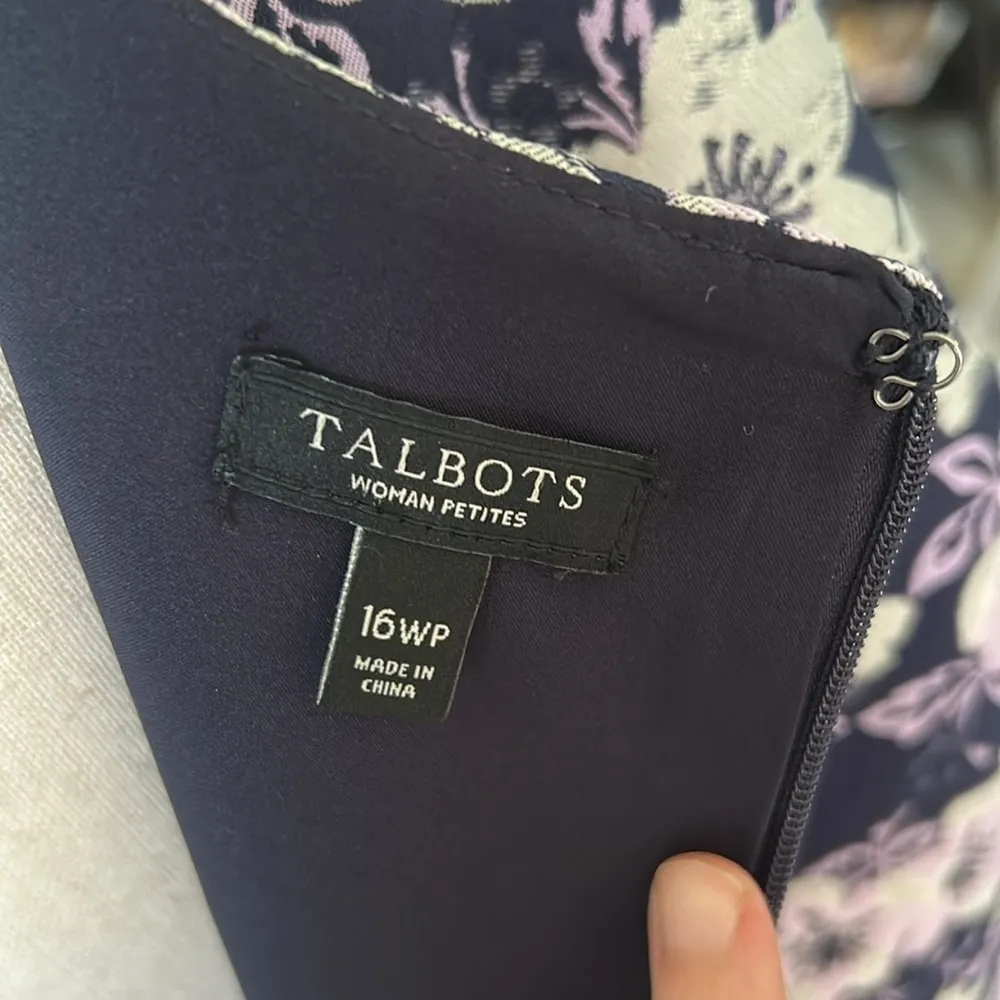 TALBOTS
WOMAN PETITES
16WP
MADE IN
CHINA